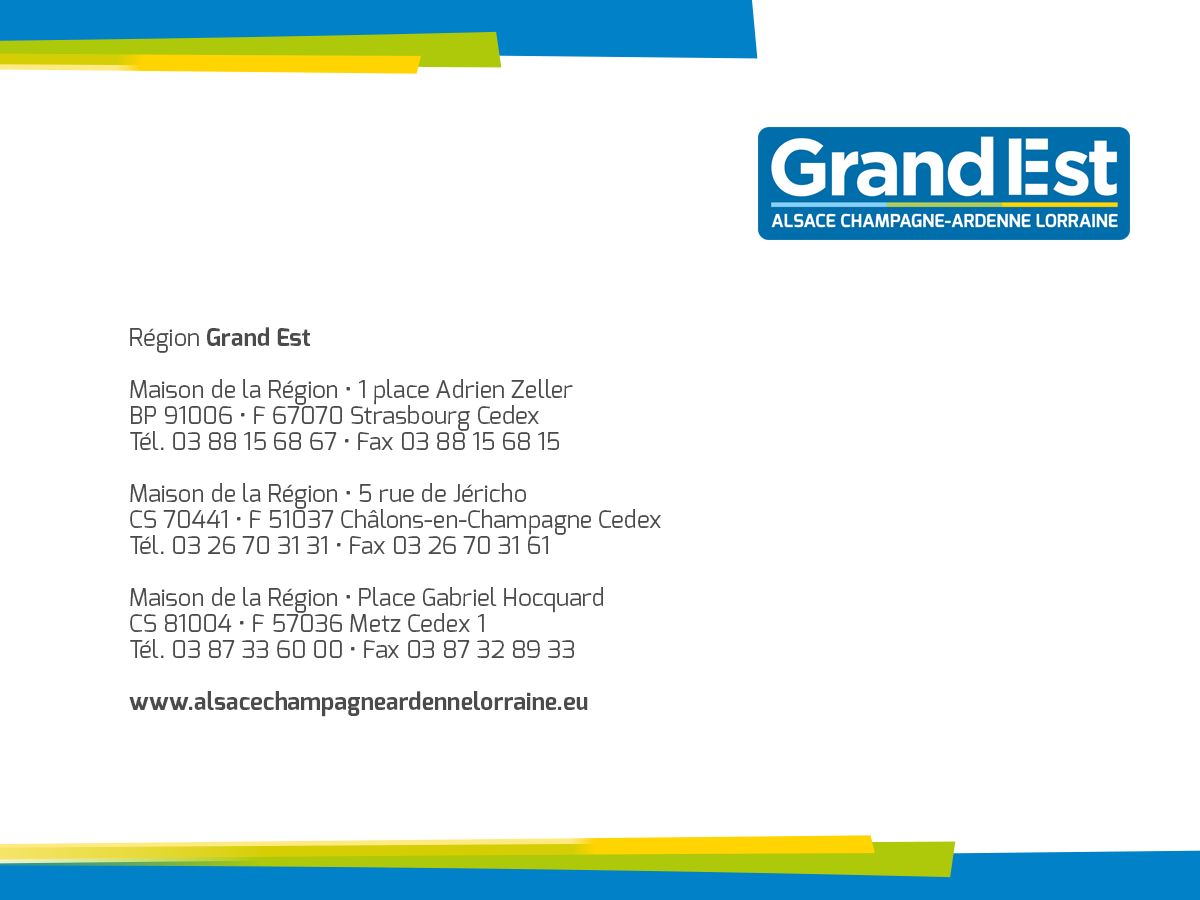 Grand Est
ALSACE CHAMPAGNE-ARDENNE LORRAINE
Région Grand Est
Maison de la Région • 1 place Adrien Zeller
BP 91006 • F 67070 Strasbourg Cedex
Tél. 03 88 15 68 67 • Fax 03 88 15 68 15
Maison de la Région • 5 rue de Jéricho
CS 70441 • F 51037 Châlons-en-Champagne Cedex
Tél. 03 26 70 31 31 • Fax 03 26 70 31 61
Maison de la Région • Place Gabriel Hocquard
CS 81004 • F 57036 Metz Cedex 1
Tél. 03 87 33 60 00 • Fax 03 87 32 89 33
www.alsacechampagneardennelorraine.eu